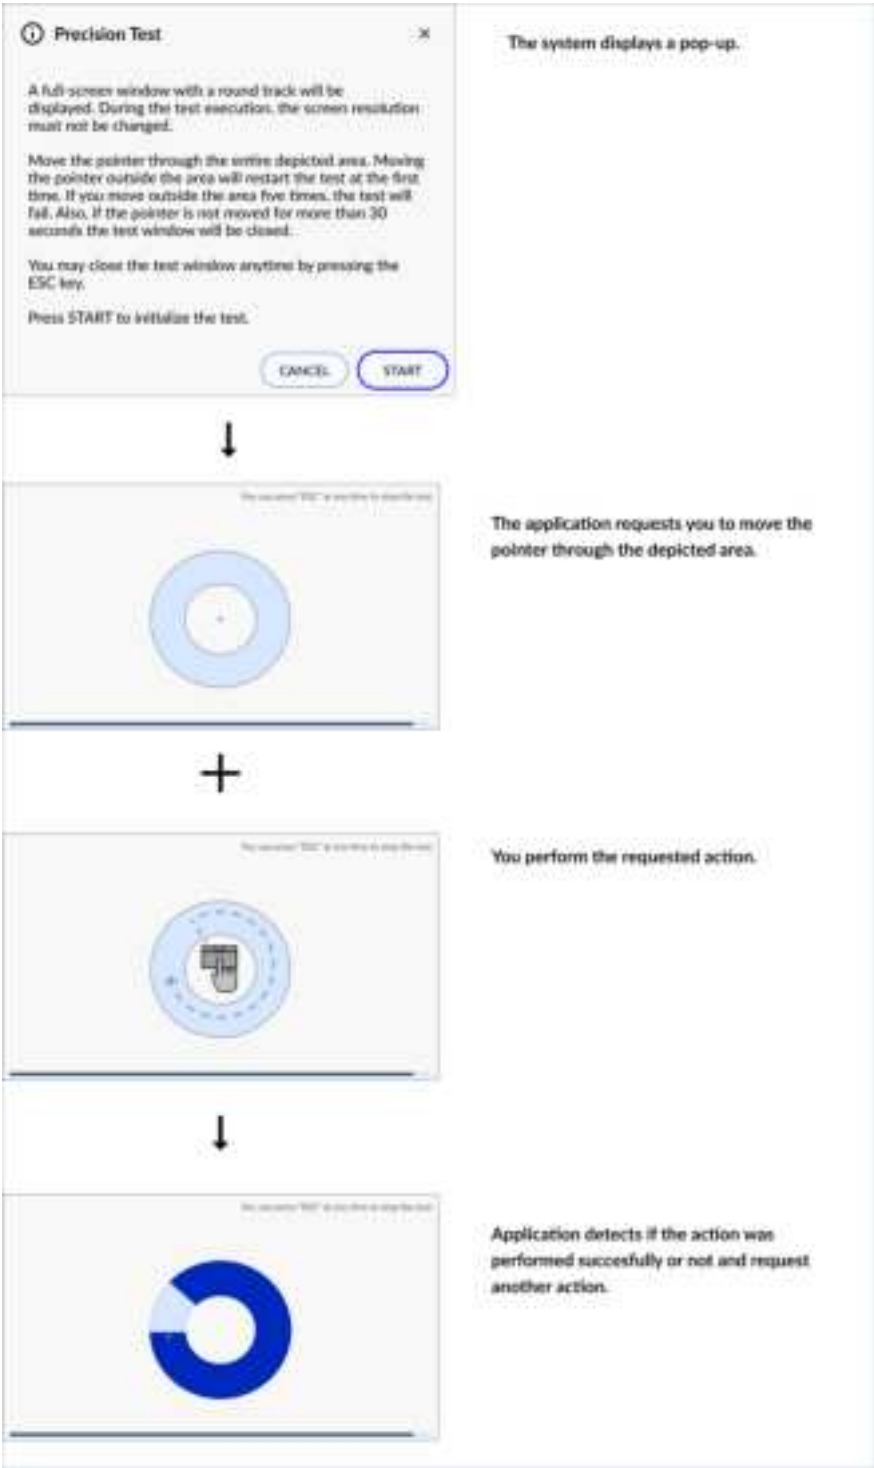 Precision Test
The system displays a pop-up.
A full-screen window with a round track will be
displayed. During the test execution, the screen resolution
must not be changed.
Move the pointer through the entire depicted area. Moving
the pointer outside the area will restart the test at the first
time. If you move outside the area five times, the test will
fail. Also, if the pointer is not moved for more than 30
seconds the test window will be closed.
You may close the test window anytime by pressing the
ESC key.
Press START to initialize the test.
CANCEL
START
The application requests you to move the
pointer through the depicted area.
You perform the requested action.
Application detects if the action was
performed succesfully or not and request
another action.